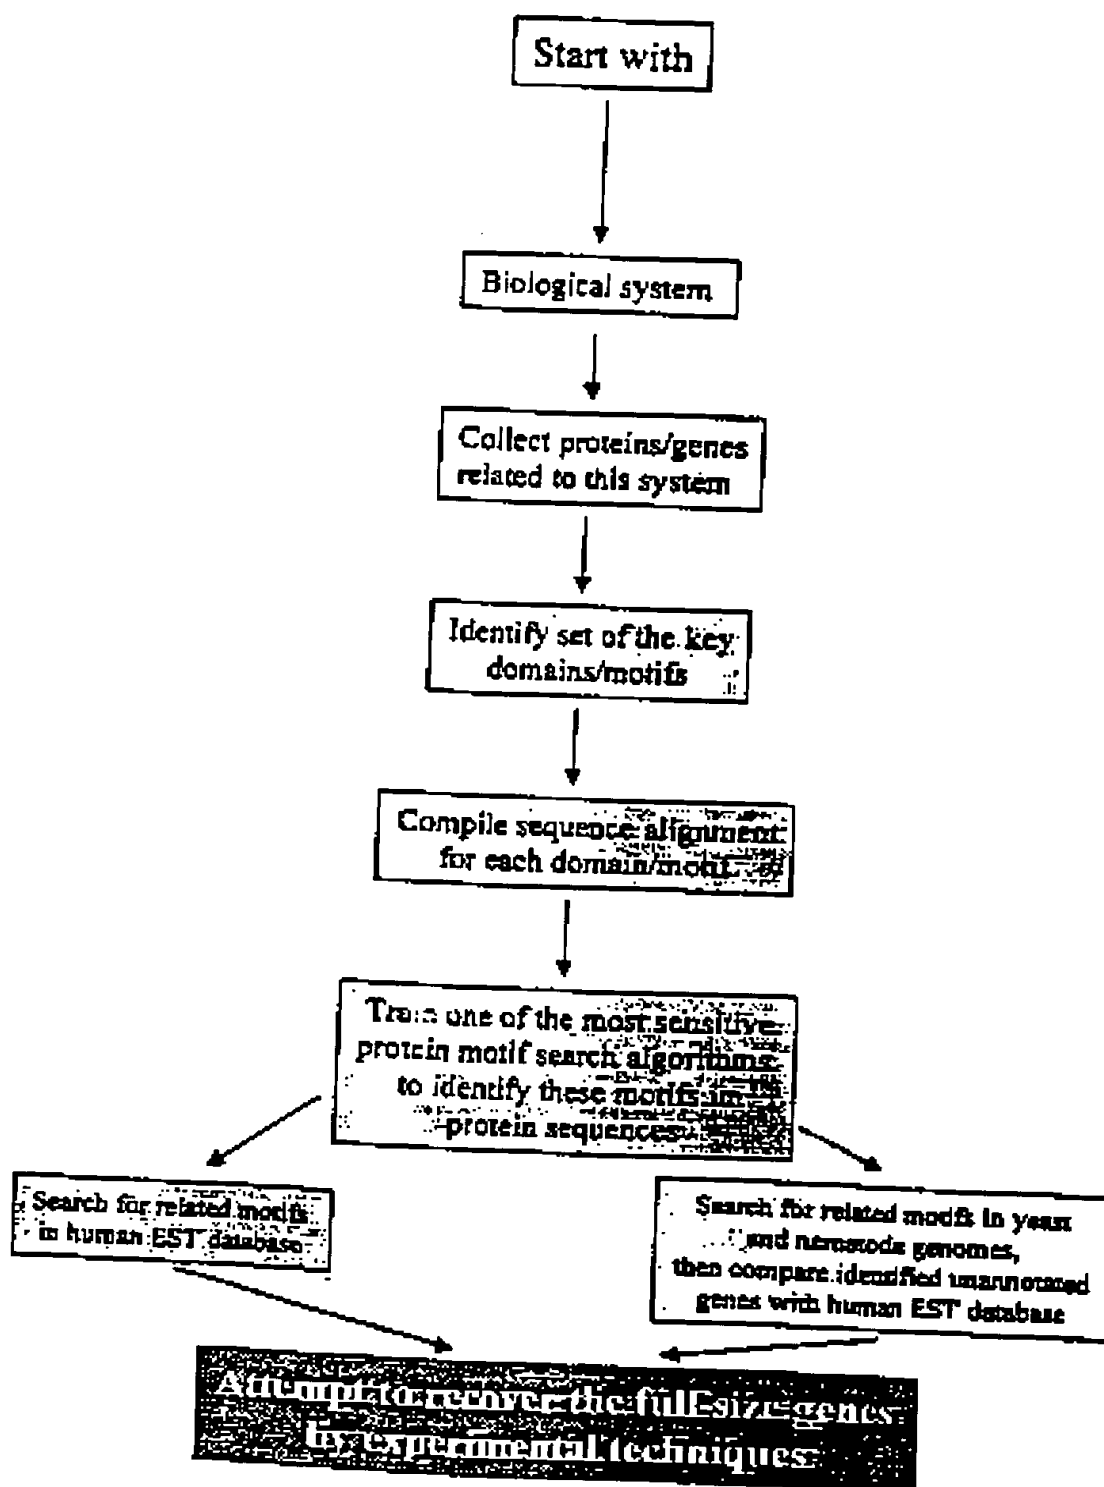 Start with
Biological system
Collect proteins/genes
related to this system
Identify set of the key
domains/motifs
Compile sequence alignment
for each domain/motif
Train one of the most sensitive
protein motif search algorithms
to identify these motifs in
protein sequences
Search for related motifs
in human EST database
Search for related motifs in yeast
and nematode genomes,
then compare identified unannotated
genes with human EST database
Attempt to recover the full-size genes
by experimental techniques